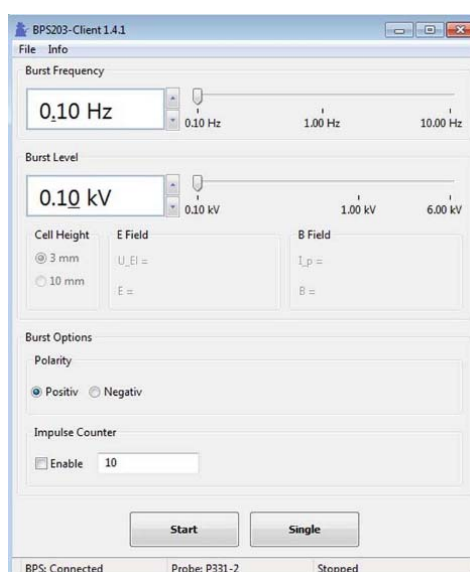 BPS203-Client 1.4.1
File Info
Burst Frequency
0.10 Hz
0.10 Hz 1.00 Hz 10.00 Hz
Burst Level
0.10 kV
0.10 kV 1.00 kV 6.00 kV
Cell Height E Field B Field
3 mm U_El = I_p =
10 mm E = B =
Burst Options
Polarity
Positiv Negativ
Impulse Counter
Enable 10
Start Single
BPS: Connected Probe: P331-2 Stopped